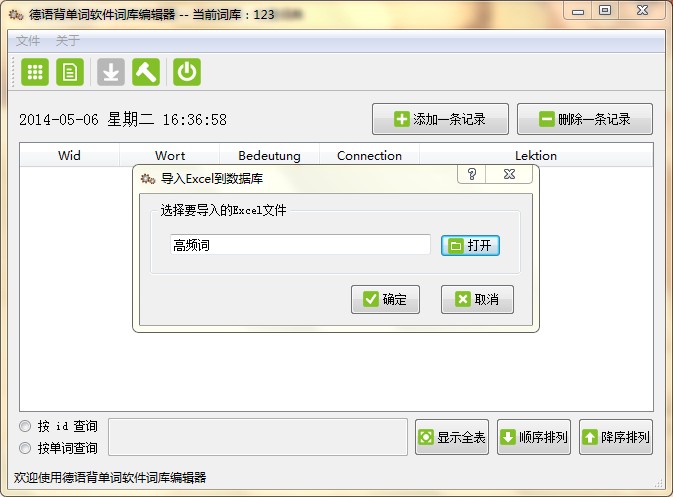 德语背单词软件词库编辑器 -- 当前词库：123
文件 关于
2014-05-06 星期二 16:36:58
添加一条记录 删除一条记录
Wid Wort Bedeutung Connection Lektion
导入Excel到数据库
选择要导入的Excel文件
高频词 打开
确定 取消
按 id 查询
按单词查询
显示全表 顺序排列 降序排列
欢迎使用德语背单词软件词库编辑器